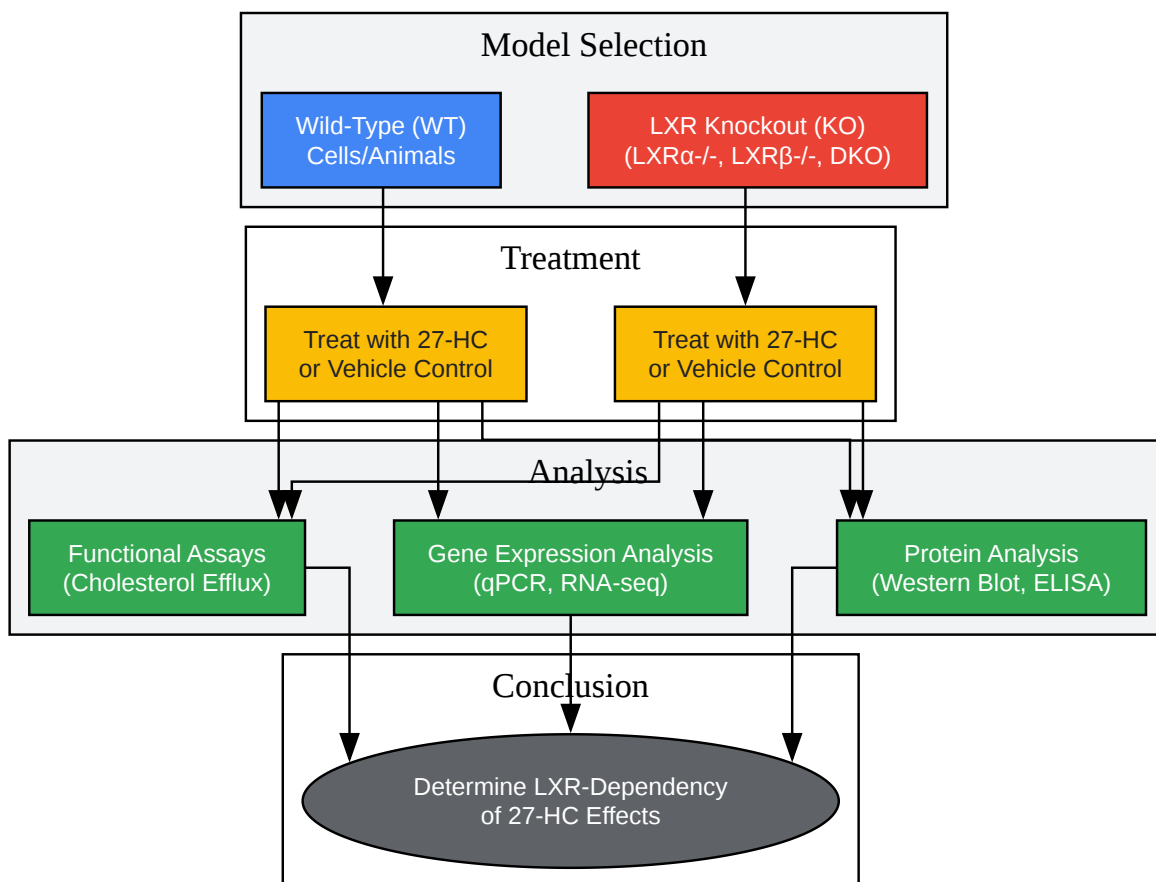 Model Selection
Wild-Type (WT)
Cells/Animals
LXR Knockout (KO)
(LXRα-/-, LXRβ-/-, DKO)
Treatment
Treat with 27-HC
or Vehicle Control
Treat with 27-HC
or Vehicle Control
Analysis
Functional Assays
(Cholesterol Efflux)
Gene Expression Analysis
(qPCR, RNA-seq)
Protein Analysis
(Western Blot, ELISA)
Conclusion
Determine LXR-Dependency
of 27-HC Effects